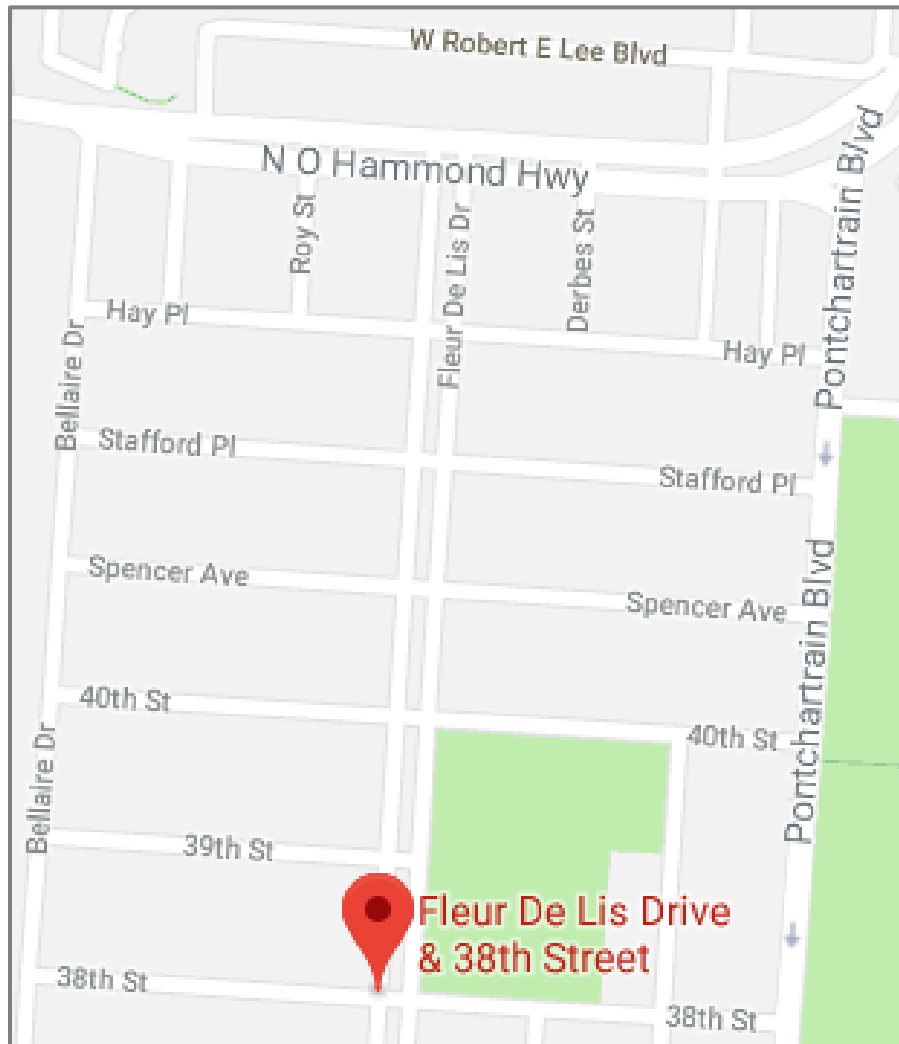 W Robert E Lee Blvd
N O Hammond Hwy
Pontchartrain Blvd
Roy St
Fleur De Lis Dr
Derbes St
Hay Pl
Hay Pl
Bellaire Dr
Stafford Pl
Stafford Pl
Spencer Ave
Spencer Ave
Pontchartrain Blvd
40th St
40th St
Bellaire Dr
39th St
Fleur De Lis Drive
& 38th Street
38th St
38th St